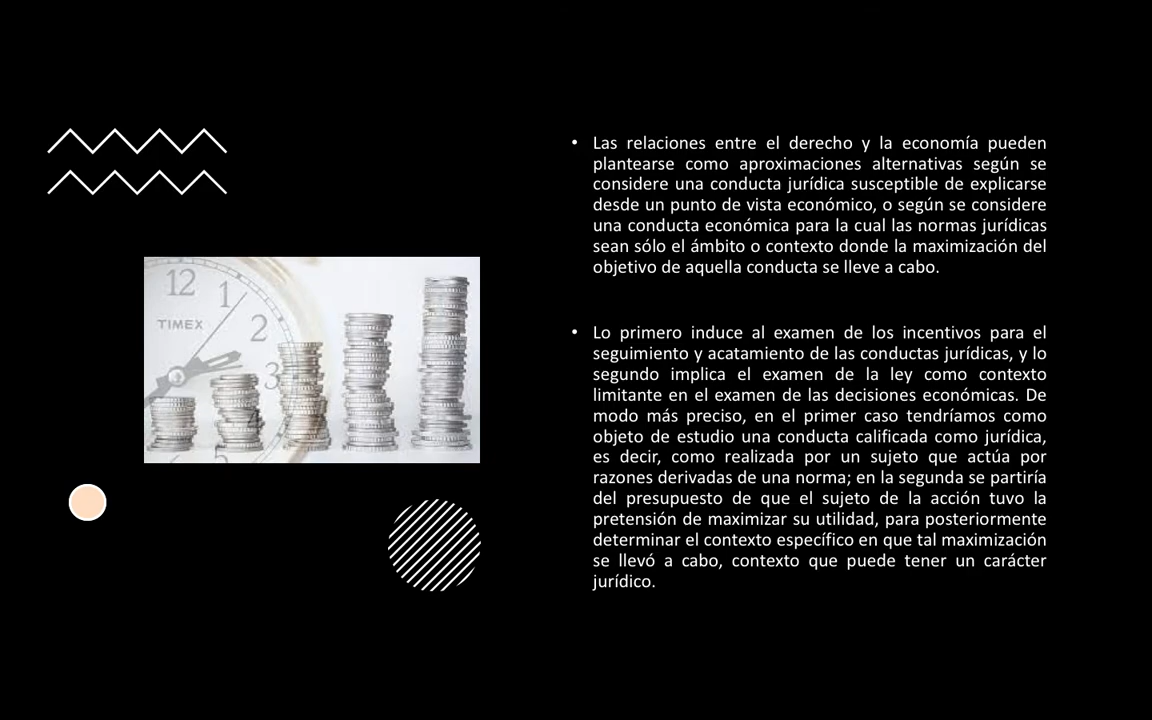 12
1
TIMEX
2
3
5
• Las relaciones entre el derecho y la economía pueden
plantearse como aproximaciones alternativas según se
considere una conducta jurídica susceptible de explicarse
desde un punto de vista económico, o según se considere
una conducta económica para la cual las normas jurídicas
sean sólo el ámbito o contexto donde la maximización del
objetivo de aquella conducta se lleve a cabo.
• Lo primero induce al examen de los incentivos para el
seguimiento y acatamiento de las conductas jurídicas, y lo
segundo implica el examen de la ley como contexto
limitante en el examen de las decisiones económicas. De
modo más preciso, en el primer caso tendríamos como
objeto de estudio una conducta calificada como jurídica,
es decir, como realizada por un sujeto que actúa por
razones derivadas de una norma; en la segunda se partiría
del presupuesto de que el sujeto de la acción tuvo la
pretensión de maximizar su utilidad, para posteriormente
determinar el contexto específico en que tal maximización
se llevó a cabo, contexto que puede tener un carácter
jurídico.